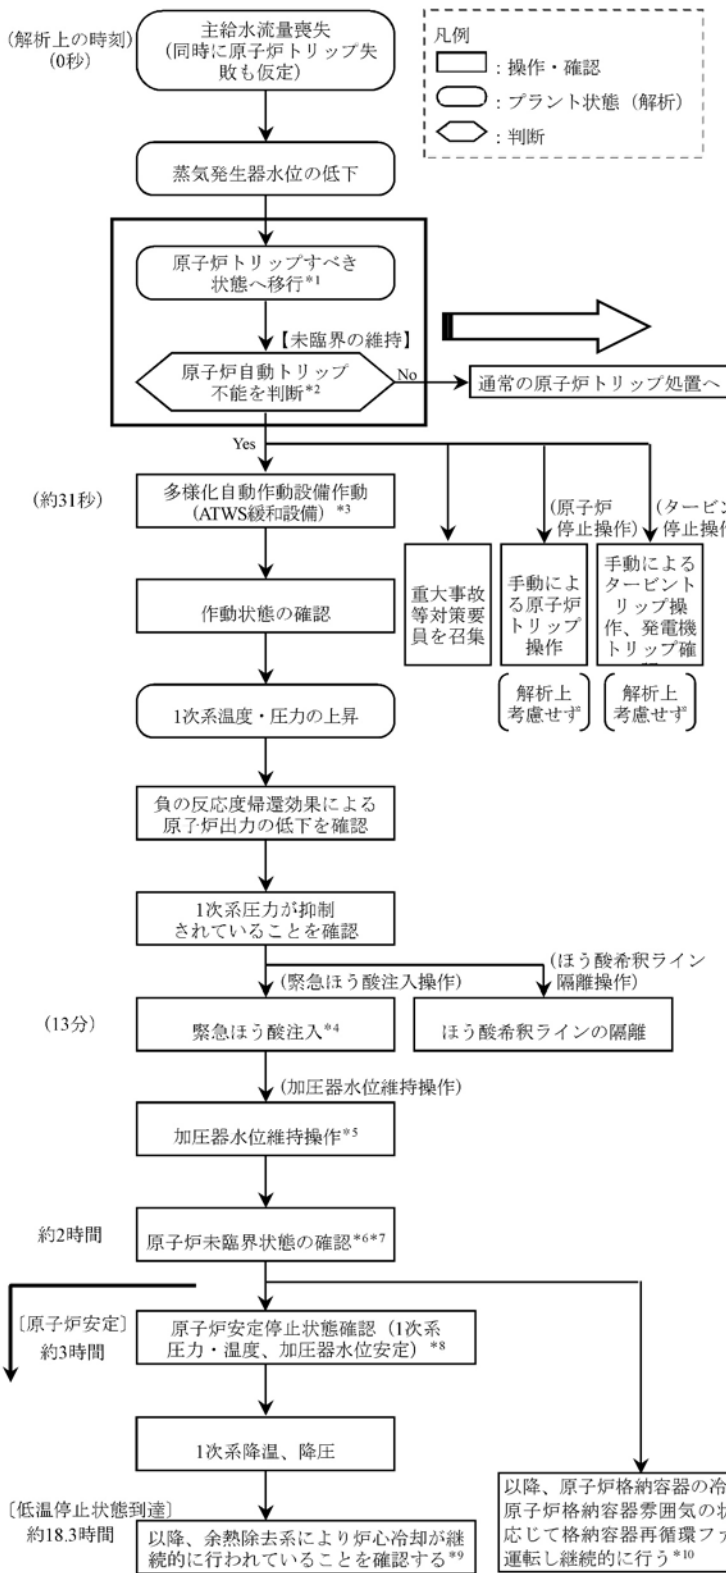 (解析上の時刻)
(0秒)
主給水流量喪失
(同時に原子炉トリップ失
敗も仮定)
凡例
：操作・確認
：プラント状態（解析）
：判断
蒸気発生器水位の低下
原子炉トリップすべき
状態へ移行*1
【未臨界の維持】
原子炉自動トリップ
不能を判断*2
No
通常の原子炉トリップ処置へ
Yes
(約31秒)
多様化自動作動設備作動
(ATWS緩和設備) *3
(原子炉
停止操作)
(タービン
停止操作
作動状態の確認
重大事故
等対策要
員を召集
手動によ
る原子炉
トリップ
操作
手動による
タービント
リップ操
作、発電機
トリップ確
解析上
考慮せず
解析上
考慮せず
1次系温度・圧力の上昇
負の反応度帰還効果による
原子炉出力の低下を確認
1次系圧力が抑制
されていることを確認
(緊急ほう酸注入操作)
(ほう酸希釈ライン
隔離操作)
(13分)
緊急ほう酸注入*4
ほう酸希釈ラインの隔離
(加圧器水位維持操作)
加圧器水位維持操作*5
約2時間
原子炉未臨界状態の確認*6*7
〔原子炉安定〕
約3時間
原子炉安定停止状態確認（1次系
圧力・温度、加圧器水位安定）*8
1次系降温、降圧
〔低温停止状態到達〕
約18.3時間
以降、余熱除去系により炉心冷却が継
続的に行われていることを確認する*9
以降、原子炉格納容器の冷
原子炉格納容器雰囲気の状
応じて格納容器再循環ファ
運転し継続的に行う*10